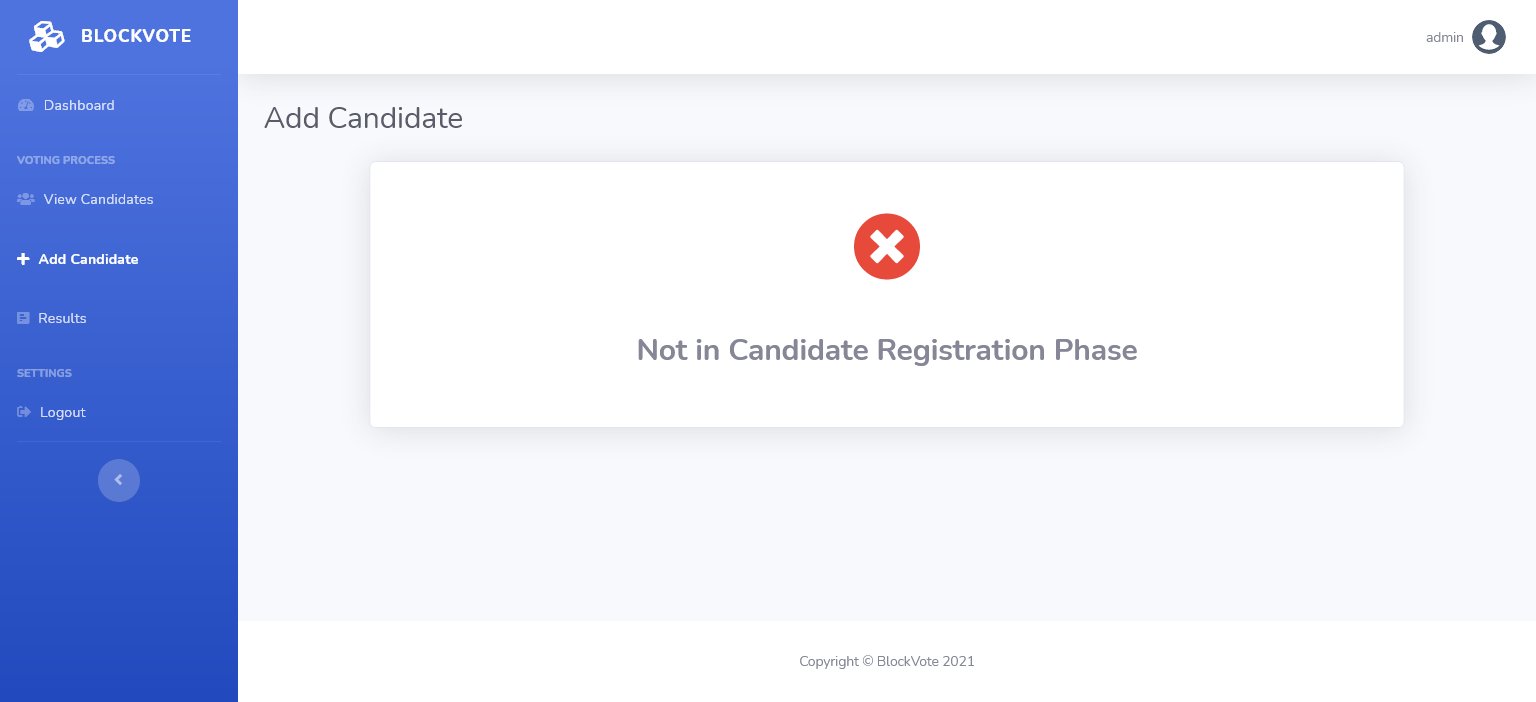 BLOCKVOTE
admin
Dashboard
VOTING PROCESS
View Candidates
Add Candidate
Results
SETTINGS
Logout
Add Candidate
Not in Candidate Registration Phase
Copyright © BlockVote 2021